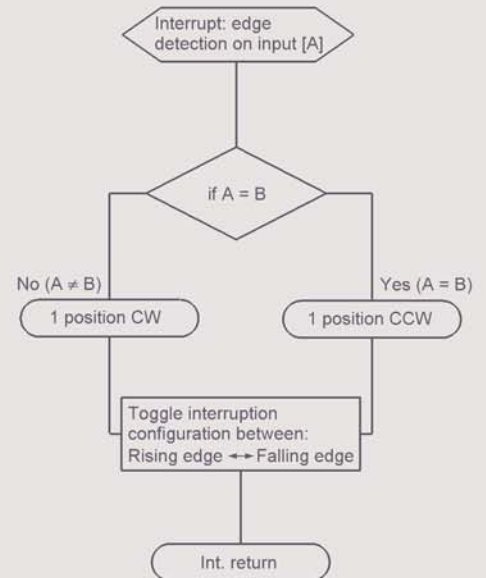 Interrupt: edge
detection on input [A]
if A = B
No (A ≠ B)
Yes (A = B)
1 position CW
1 position CCW
Toggle interruption
configuration between:
Rising edge ↔ Falling edge
Int. return